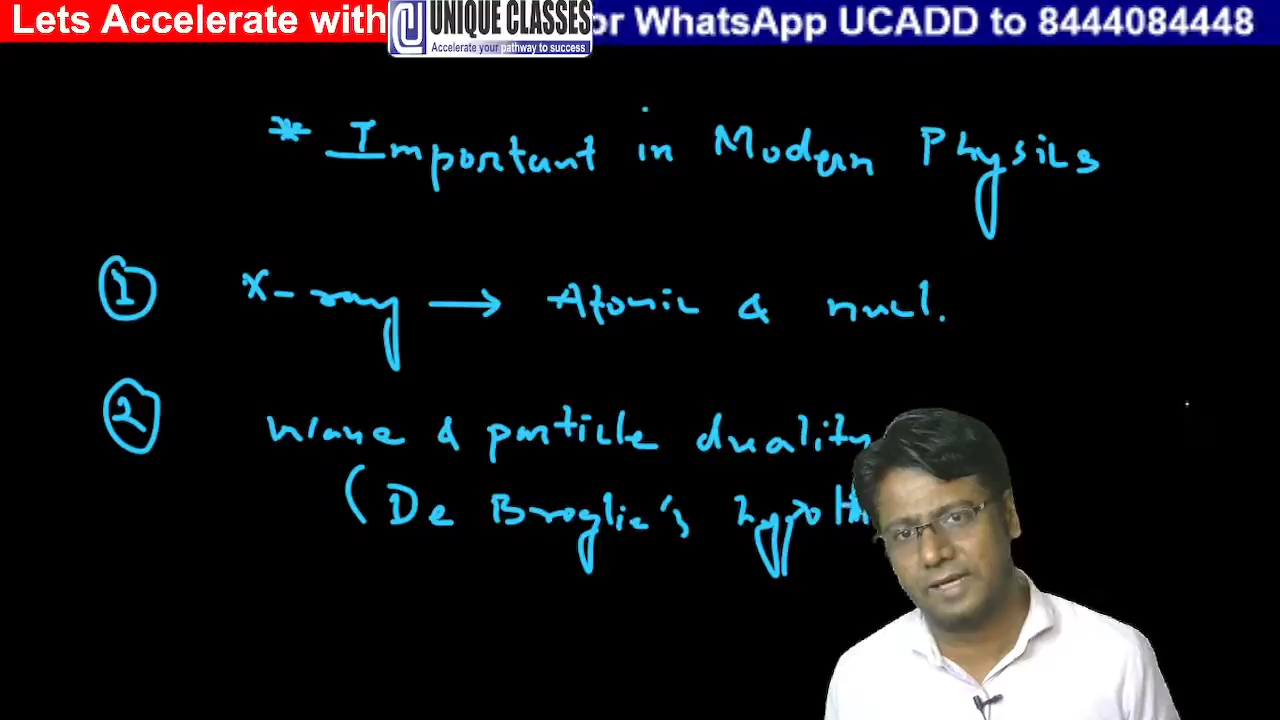 Lets Accelerate with
UNIQUE CLASSES
Accelerate your pathway to success
or WhatsApp UCADD to 8444084448
* Important in Modern Physics
1 X-ray → Atomic & nucl.
2 Wave & particle duality
(De Broglie's hypoth